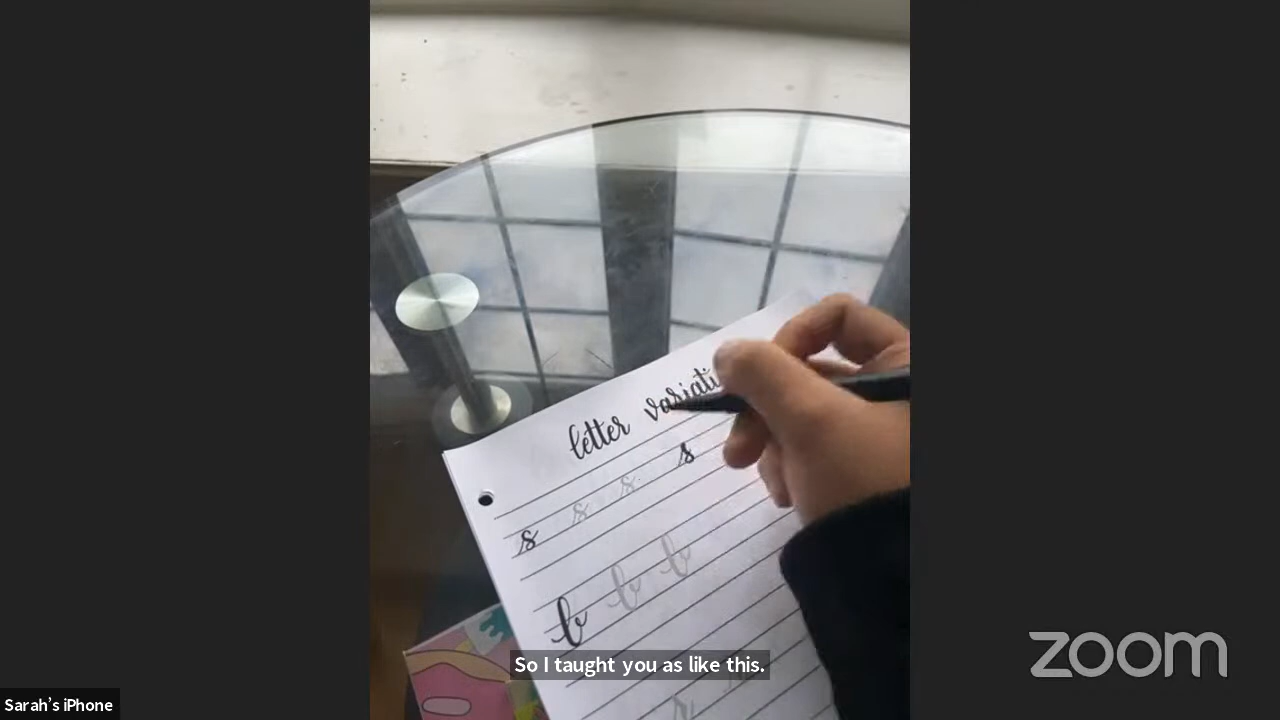 letter variati
s s s s
b b b
So I taught you as like this.
zoom
Sarah's iPhone